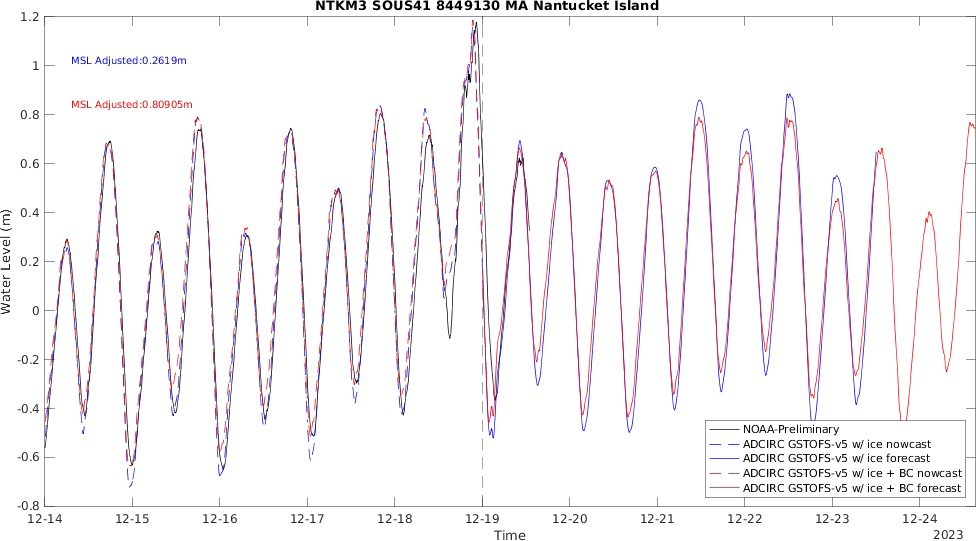 NTKM3 SOUS41 8449130 MA Nantucket Island
1.2
1
0.8
0.6
0.4
0.2
0
-0.2
-0.4
-0.6
-0.8
Water Level (m)
MSL Adjusted:0.2619m
MSL Adjusted:0.80905m
NOAA-Preliminary
ADCIRC GSTOFS-v5 w/ ice nowcast
ADCIRC GSTOFS-v5 w/ ice forecast
ADCIRC GSTOFS-v5 w/ ice + BC nowcast
ADCIRC GSTOFS-v5 w/ ice + BC forecast
12-14 12-15 12-16 12-17 12-18 12-19 12-20 12-21 12-22 12-23 12-24
Time
2023